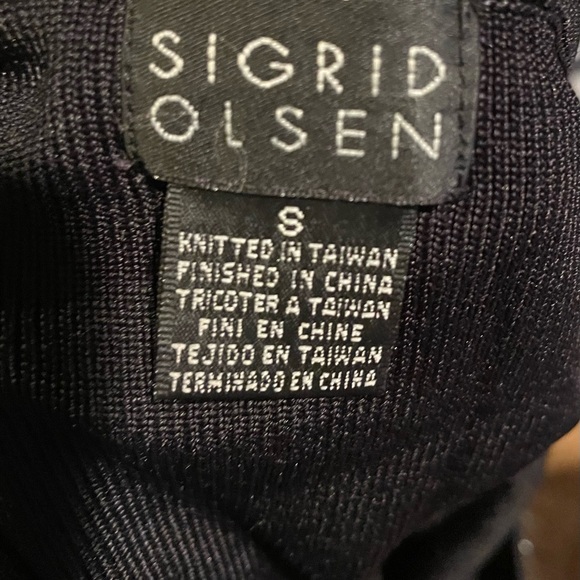 SIGRID
OLSEN
S
KNITTED IN TAIWAN
FINISHED IN CHINA
TRICOTER A TAIWAN
FINI EN CHINE
TEJIDO EN TAIWAN
TERMINADO EN CHINA